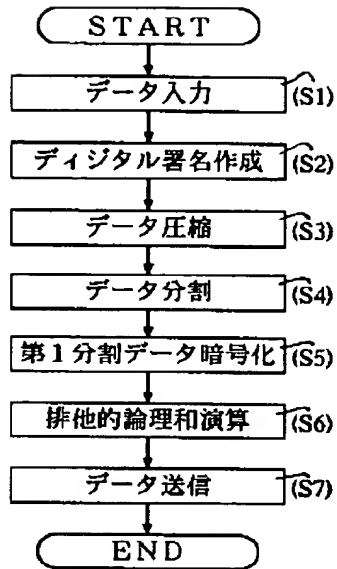 START
データ入力 (S1)
ディジタル署名作成 (S2)
データ圧縮 (S3)
データ分割 (S4)
第1分割データ暗号化 (S5)
排他的論理和演算 (S6)
データ送信 (S7)
END